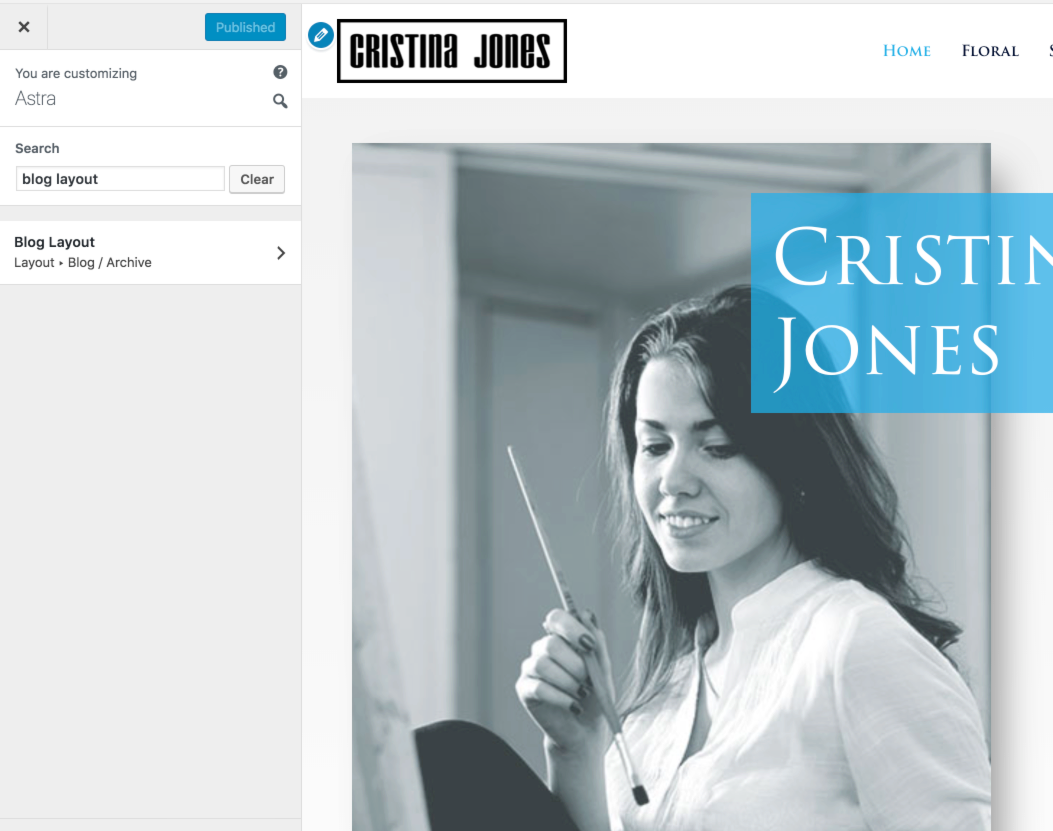 Published
You are customizing
Astra
Search
blog layout
Clear
Blog Layout
Layout ▸ Blog / Archive
CRISTINA JONES
Home
Floral
Cristin
Jones